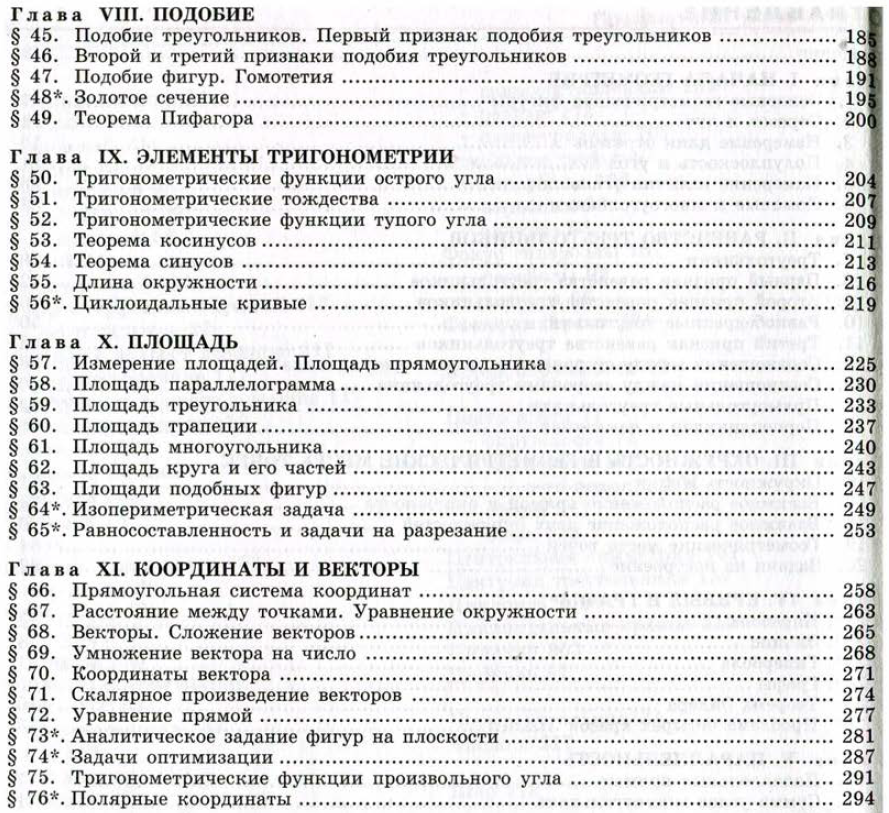 Глава VIII. ПОДОБИЕ
§ 45. Подобие треугольников. Первый признак подобия треугольников ........ 185
§ 46. Второй и третий признаки подобия треугольников ........ 188
§ 47. Подобие фигур. Гомотетия ........ 191
§ 48*. Золотое сечение ........ 195
§ 49. Теорема Пифагора ........ 200
Глава IX. ЭЛЕМЕНТЫ ТРИГОНОМЕТРИИ
§ 50. Тригонометрические функции острого угла ........ 204
§ 51. Тригонометрические тождества ........ 207
§ 52. Тригонометрические функции тупого угла ........ 209
§ 53. Теорема косинусов ........ 211
§ 54. Теорема синусов ........ 213
§ 55. Длина окружности ........ 216
§ 56*. Циклоидальные кривые ........ 219
Глава X. ПЛОЩАДЬ
§ 57. Измерение площадей. Площадь прямоугольника ........ 225
§ 58. Площадь параллелограмма ........ 230
§ 59. Площадь треугольника ........ 233
§ 60. Площадь трапеции ........ 237
§ 61. Площадь многоугольника ........ 240
§ 62. Площадь круга и его частей ........ 243
§ 63. Площади подобных фигур ........ 247
§ 64*. Изопериметрическая задача ........ 249
§ 65*. Равносоставленность и задачи на разрезание ........ 253
Глава XI. КООРДИНАТЫ И ВЕКТОРЫ
§ 66. Прямоугольная система координат ........ 258
§ 67. Расстояние между точками. Уравнение окружности ........ 263
§ 68. Векторы. Сложение векторов ........ 265
§ 69. Умножение вектора на число ........ 268
§ 70. Координаты вектора ........ 271
§ 71. Скалярное произведение векторов ........ 274
§ 72. Уравнение прямой ........ 277
§ 73*. Аналитическое задание фигур на плоскости ........ 281
§ 74*. Задачи оптимизации ........ 287
§ 75. Тригонометрические функции произвольного угла ........ 291
§ 76*. Полярные координаты ........ 294